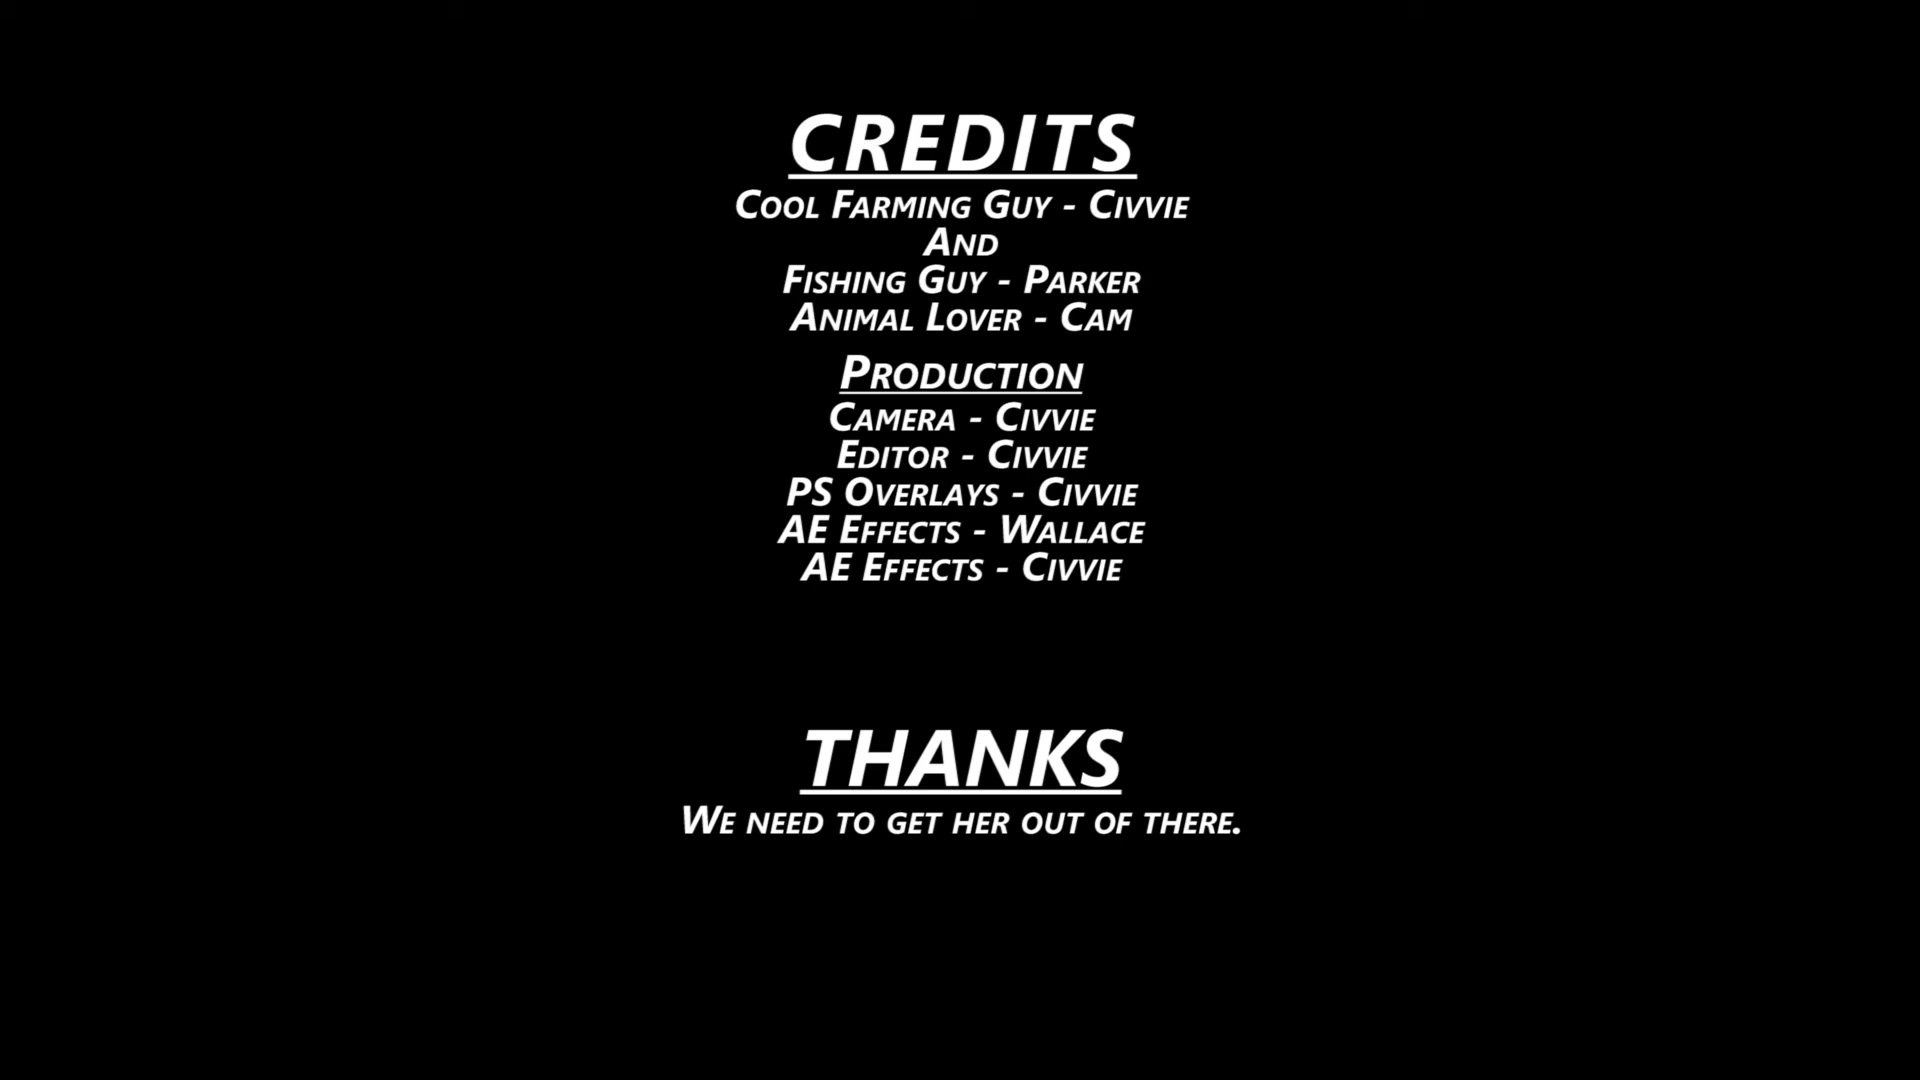 CREDITS
COOL FARMING GUY - CIVVIE
AND
FISHING GUY - PARKER
ANIMAL LOVER - CAM
PRODUCTION
CAMERA - CIVVIE
EDITOR - CIVVIE
PS OVERLAYS - CIVVIE
AE EFFECTS - WALLACE
AE EFFECTS - CIVVIE
THANKS
WE NEED TO GET HER OUT OF THERE.